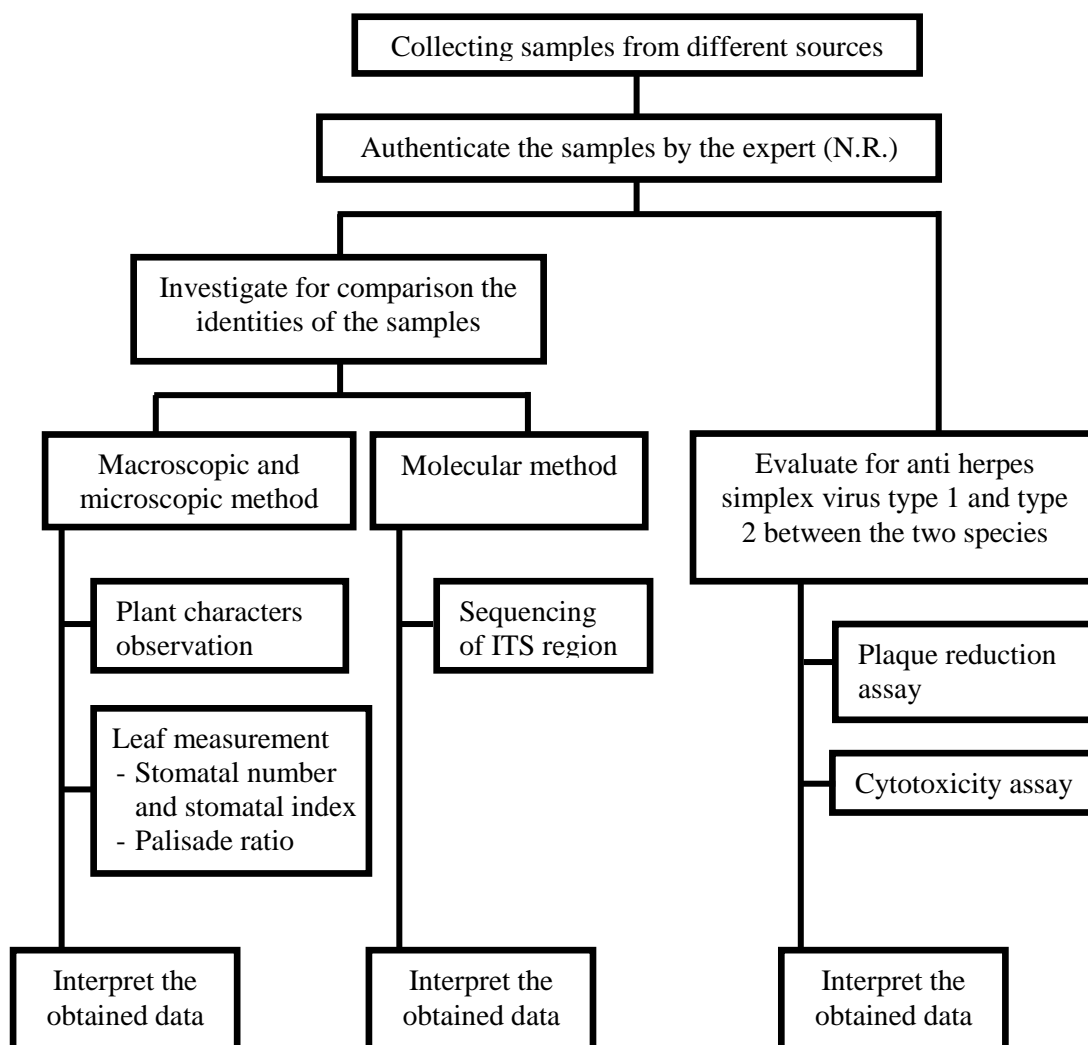 Collecting samples from different sources
Authenticate the samples by the expert (N.R.)
Investigate for comparison the
identities of the samples
Macroscopic and
microscopic method
Molecular method
Evaluate for anti herpes
simplex virus type 1 and type
2 between the two species
Plant characters
observation
Sequencing
of ITS region
Plaque reduction
assay
Leaf measurement
- Stomatal number
and stomatal index
- Palisade ratio
Cytotoxicity assay
Interpret the
obtained data
Interpret the
obtained data
Interpret the
obtained data